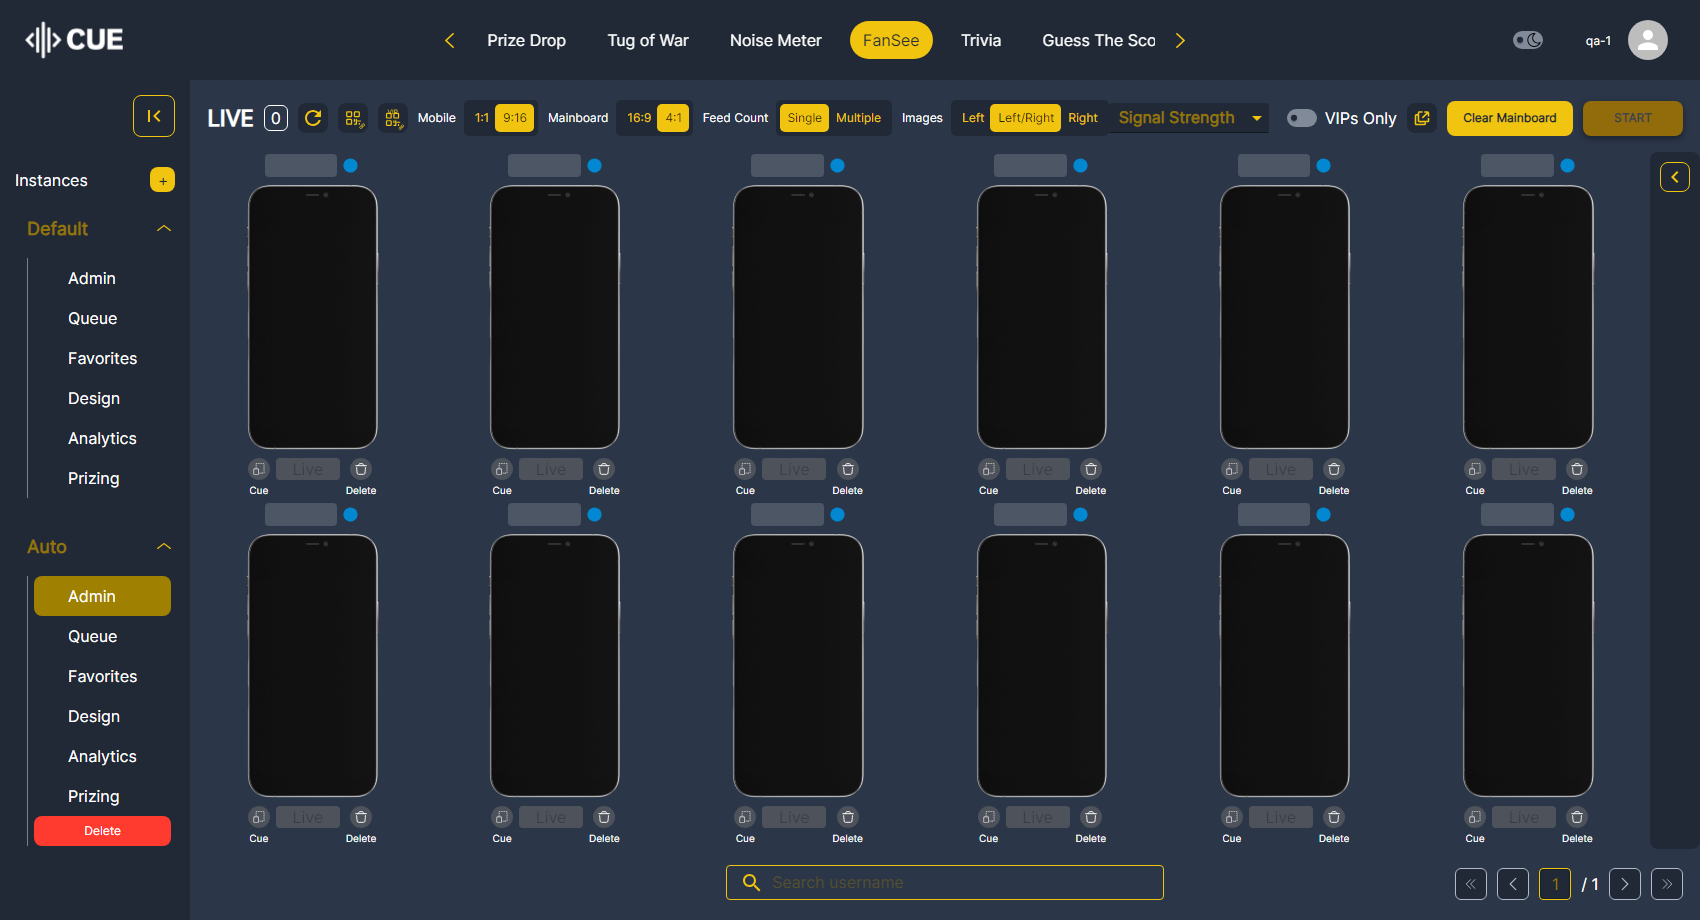 CUE
Prize Drop Tug of War Noise Meter FanSee Trivia Guess The Sco
qa-1
LIVE 0 Mobile 1:1 9:16 Mainboard 16:9 4:1 Feed Count Single Multiple Images Left Left/Right Right Signal Strength VIPs Only Clear Mainboard START
Instances +
Default
Admin
Queue
Favorites
Design
Analytics
Prizing
Auto
Admin
Queue
Favorites
Design
Analytics
Prizing
Delete
Live Live Live Live Live Live
Cue Delete Cue Delete Cue Delete Cue Delete Cue Delete Cue Delete
Live Live Live Live Live Live
Cue Delete Cue Delete Cue Delete Cue Delete Cue Delete Cue Delete
Search username
1 / 1